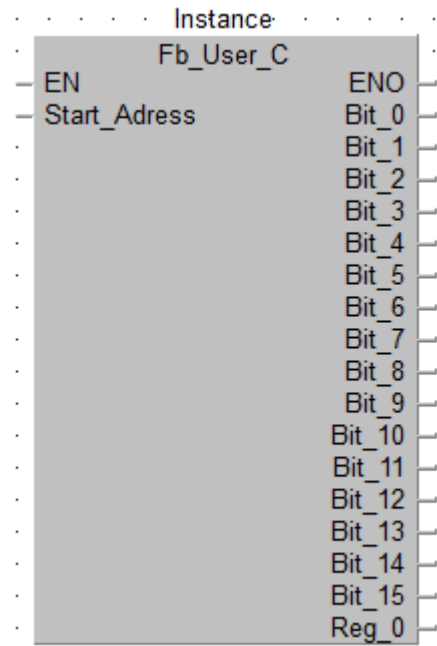 Instance
Fb_User_C
EN ENO
Start_Adress Bit_0
Bit_1
Bit_2
Bit_3
Bit_4
Bit_5
Bit_6
Bit_7
Bit_8
Bit_9
Bit_10
Bit_11
Bit_12
Bit_13
Bit_14
Bit_15
Reg_0